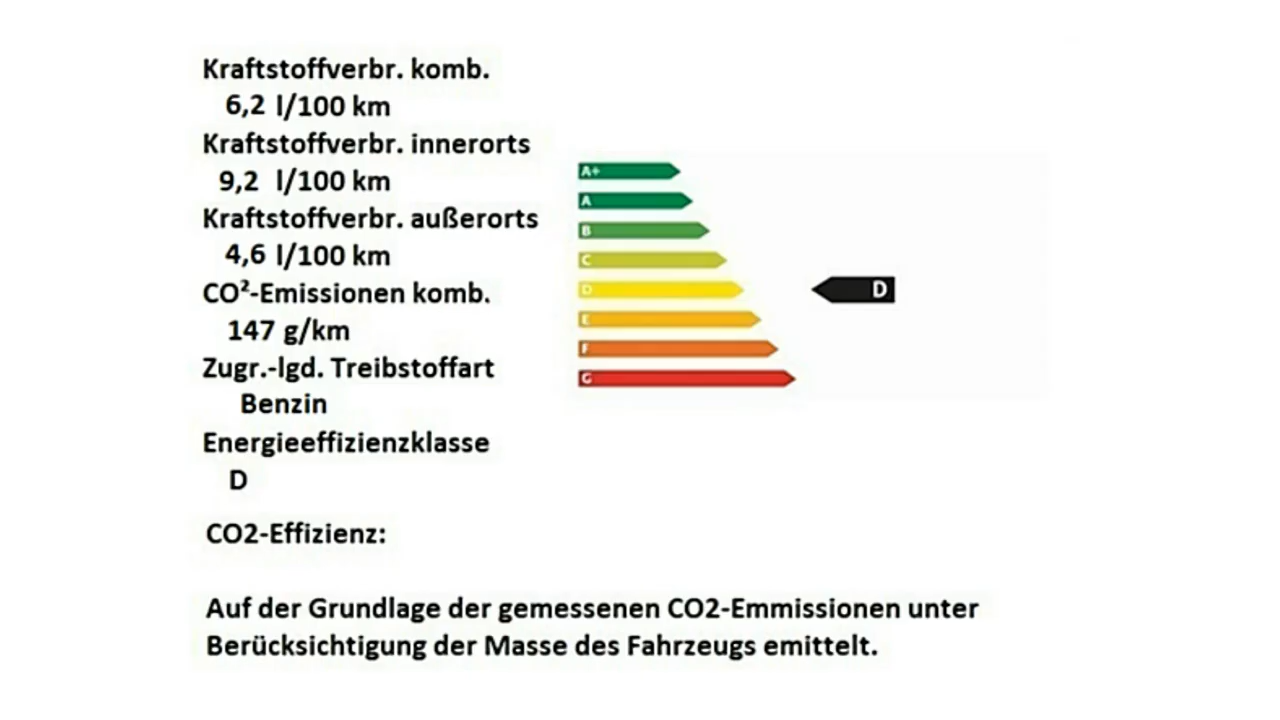 Kraftstoffverbr. komb.
6,2 l/100 km
Kraftstoffverbr. innerorts
9,2 l/100 km
Kraftstoffverbr. außerorts
4,6 l/100 km
CO²-Emissionen komb.
147 g/km
Zugr.-lgd. Treibstoffart
Benzin
Energieeffizienzklasse
D
A+
A
B
C
D
E
F
G
D
CO2-Effizienz:
Auf der Grundlage der gemessenen CO2-Emmissionen unter
Berücksichtigung der Masse des Fahrzeugs emittelt.